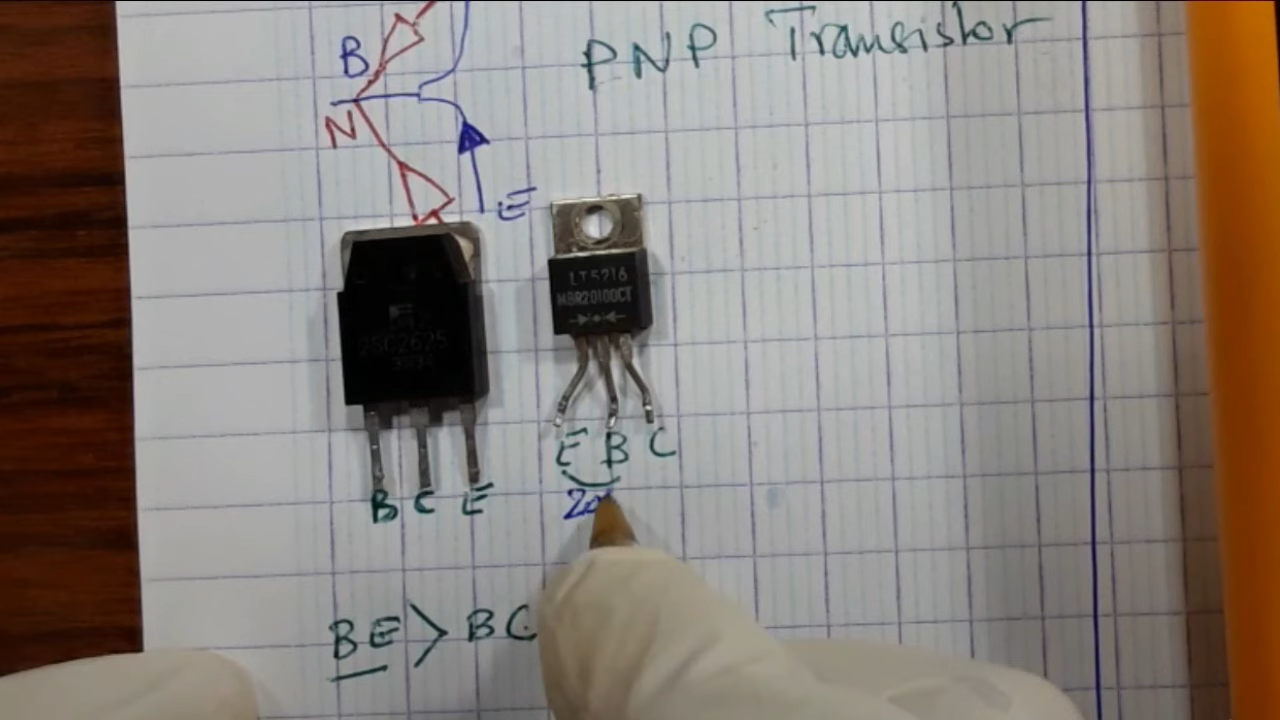 PNP Transistor
B
N
E
LT5216
MBR20100CT
2SC2625
E B C
B C E
BE > BC